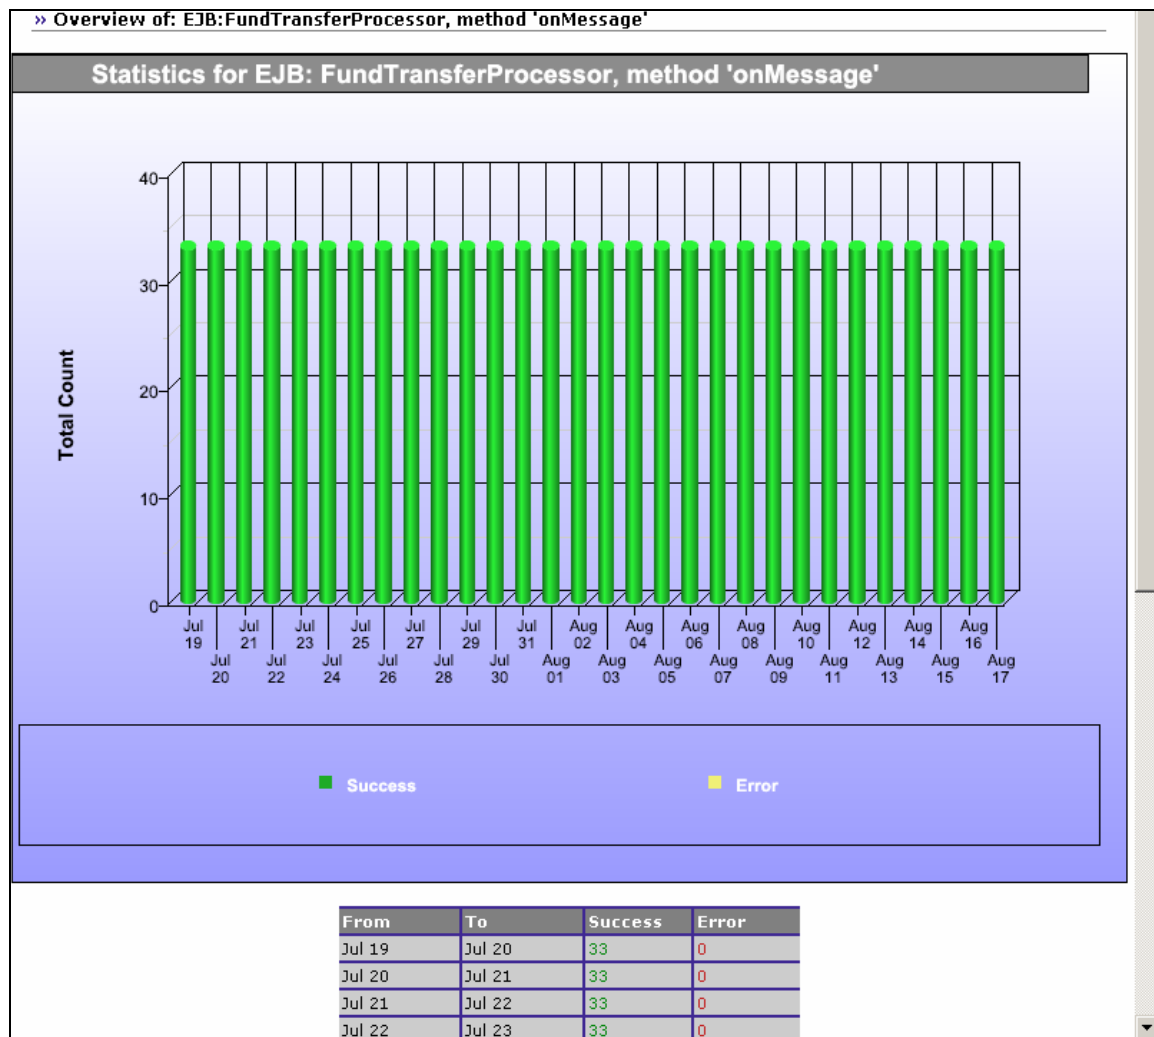 » Overview of: EJB:FundTransferProcessor, method 'onMessage'
Statistics for EJB: FundTransferProcessor, method 'onMessage'
40
30
20
10
0
Total Count
Jul 19 Jul 21 Jul 23 Jul 25 Jul 27 Jul 29 Jul 31 Aug 02 Aug 04 Aug 06 Aug 08 Aug 10 Aug 12 Aug 14 Aug 16
Jul 20 Jul 22 Jul 24 Jul 26 Jul 28 Jul 30 Aug 01 Aug 03 Aug 05 Aug 07 Aug 09 Aug 11 Aug 13 Aug 15 Aug 17
Success Error
From To Success Error
Jul 19 Jul 20 33 0
Jul 20 Jul 21 33 0
Jul 21 Jul 22 33 0
Jul 22 Jul 23 33 0